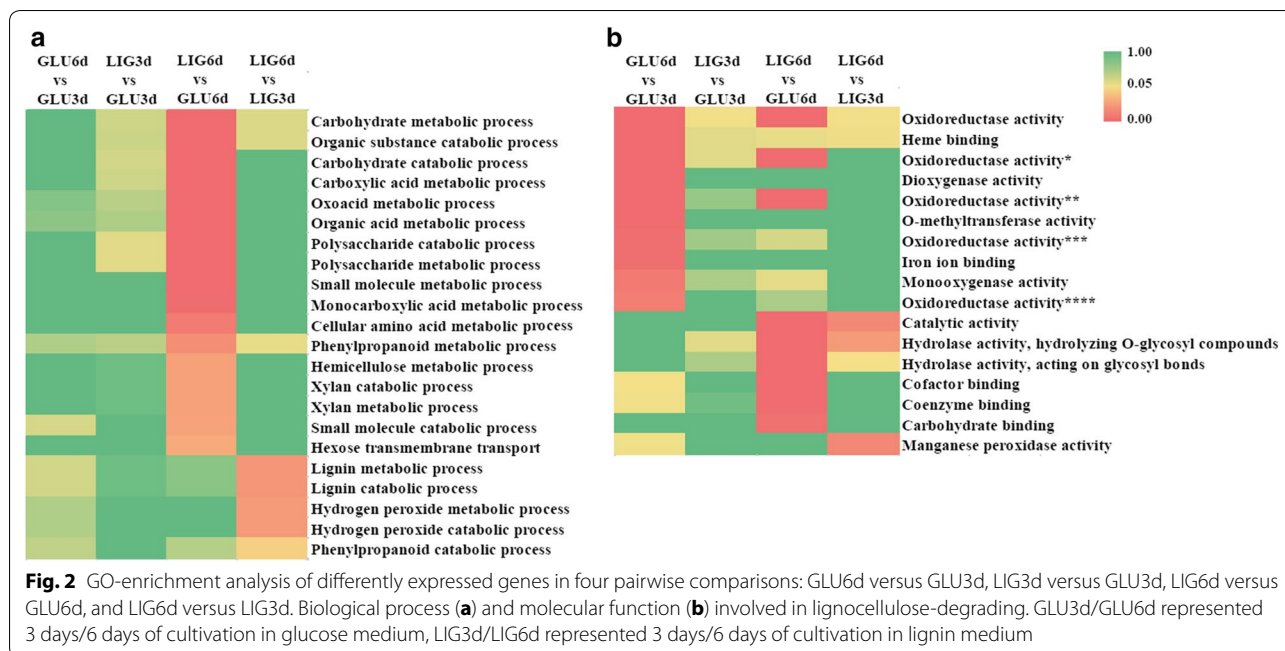 a
GLU6d LIG3d LIG6d LIG6d
vs vs vs vs
GLU3d GLU3d GLU6d LIG3d
Carbohydrate metabolic process
Organic substance catabolic process
Carbohydrate catabolic process
Carboxylic acid metabolic process
Oxoacid metabolic process
Organic acid metabolic process
Polysaccharide catabolic process
Polysaccharide metabolic process
Small molecule metabolic process
Monocarboxylic acid metabolic process
Cellular amino acid metabolic process
Phenylpropanoid metabolic process
Hemicellulose metabolic process
Xylan catabolic process
Xylan metabolic process
Small molecule catabolic process
Hexose transmembrane transport
Lignin metabolic process
Lignin catabolic process
Hydrogen peroxide metabolic process
Hydrogen peroxide catabolic process
Phenylpropanoid catabolic process
b
GLU6d LIG3d LIG6d LIG6d
vs vs vs vs
GLU3d GLU3d GLU6d LIG3d
1.00
0.05
0.00
Oxidoreductase activity
Heme binding
Oxidoreductase activity*
Dioxygenase activity
Oxidoreductase activity**
O-methyltransferase activity
Oxidoreductase activity***
Iron ion binding
Monooxygenase activity
Oxidoreductase activity****
Catalytic activity
Hydrolase activity, hydrolyzing O-glycosyl compounds
Hydrolase activity, acting on glycosyl bonds
Cofactor binding
Coenzyme binding
Carbohydrate binding
Manganese peroxidase activity
Fig. 2 GO-enrichment analysis of differently expressed genes in four pairwise comparisons: GLU6d versus GLU3d, LIG3d versus GLU3d, LIG6d versus
GLU6d, and LIG6d versus LIG3d. Biological process (a) and molecular function (b) involved in lignocellulose-degrading. GLU3d/GLU6d represented
3 days/6 days of cultivation in glucose medium, LIG3d/LIG6d represented 3 days/6 days of cultivation in lignin medium